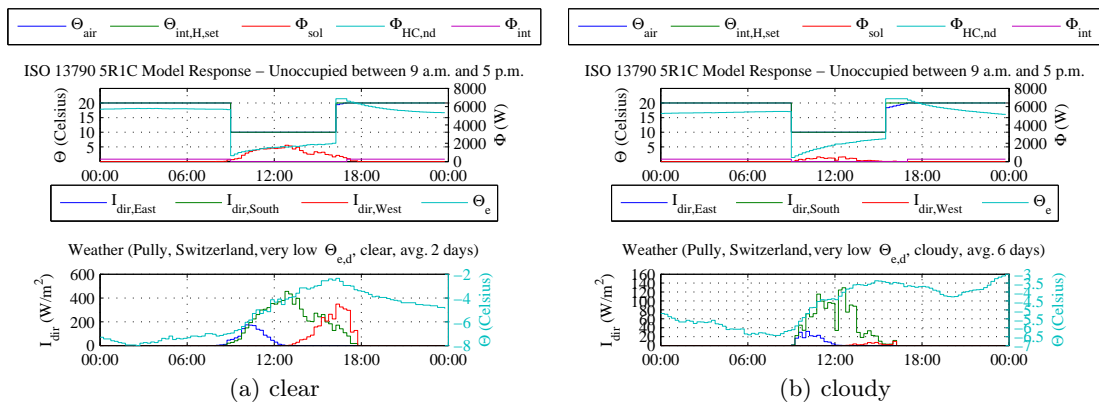 Θair Θint,H,set Φsol ΦHC,nd Φint
ISO 13790 5R1C Model Response – Unoccupied between 9 a.m. and 5 p.m.
Θ (Celsius)
20
15
10
5
8000
6000
4000
2000
0
Φ (W)
00:00 06:00 12:00 18:00 00:00
Idir,East Idir,South Idir,West Θe
Weather (Pully, Switzerland, very low Θe,d, clear, avg. 2 days)
Idir (W/m2)
600
400
200
0
−2
−4
−6
−8
Θ (Celsius)
00:00 06:00 12:00 18:00 00:00
(a) clear
Θair Θint,H,set Φsol ΦHC,nd Φint
ISO 13790 5R1C Model Response – Unoccupied between 9 a.m. and 5 p.m.
Θ (Celsius)
20
15
10
5
8000
6000
4000
2000
0
Φ (W)
00:00 06:00 12:00 18:00 00:00
Idir,East Idir,South Idir,West Θe
Weather (Pully, Switzerland, very low Θe,d, cloudy, avg. 6 days)
Idir (W/m2)
160
140
120
100
80
60
40
20
0
−3
−3.5
−4
−4.5
−5
−5.5
−6
−6.5
−7
Θ (Celsius)
00:00 06:00 12:00 18:00 00:00
(b) cloudy